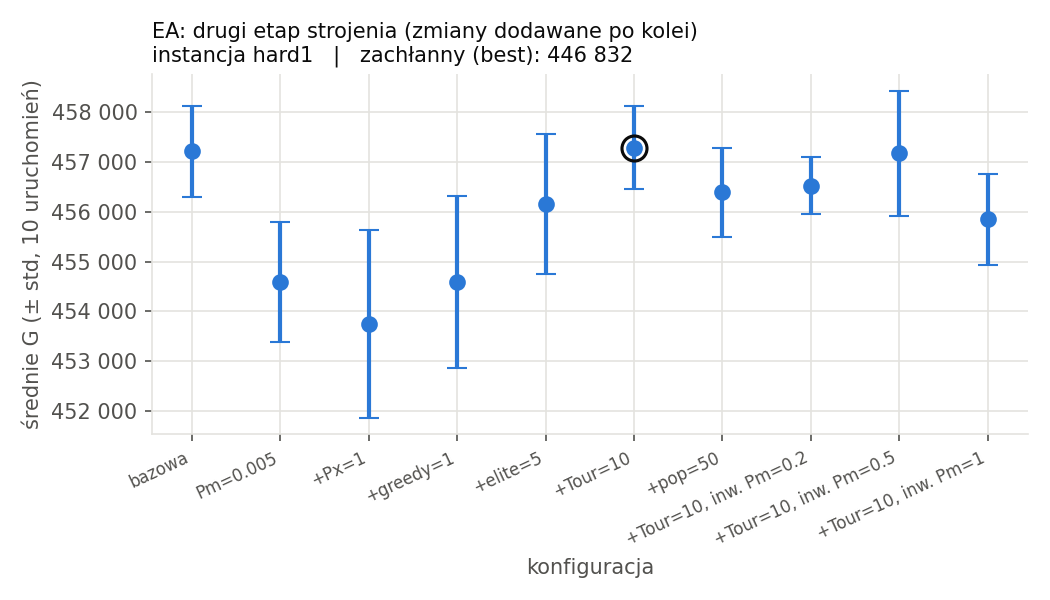 EA: drugi etap strojenia (zmiany dodawane po kolei)
instancja hard1 | zachłanny (best): 446 832
średnie G (± std, 10 uruchomień)
458 000
457 000
456 000
455 000
454 000
453 000
452 000
bazowa
Pm=0.005
+Px=1
+greedy=1
+elite=5
+Tour=10
+pop=50
+Tour=10, inw. Pm=0.2
+Tour=10, inw. Pm=0.5
+Tour=10, inw. Pm=1
konfiguracja